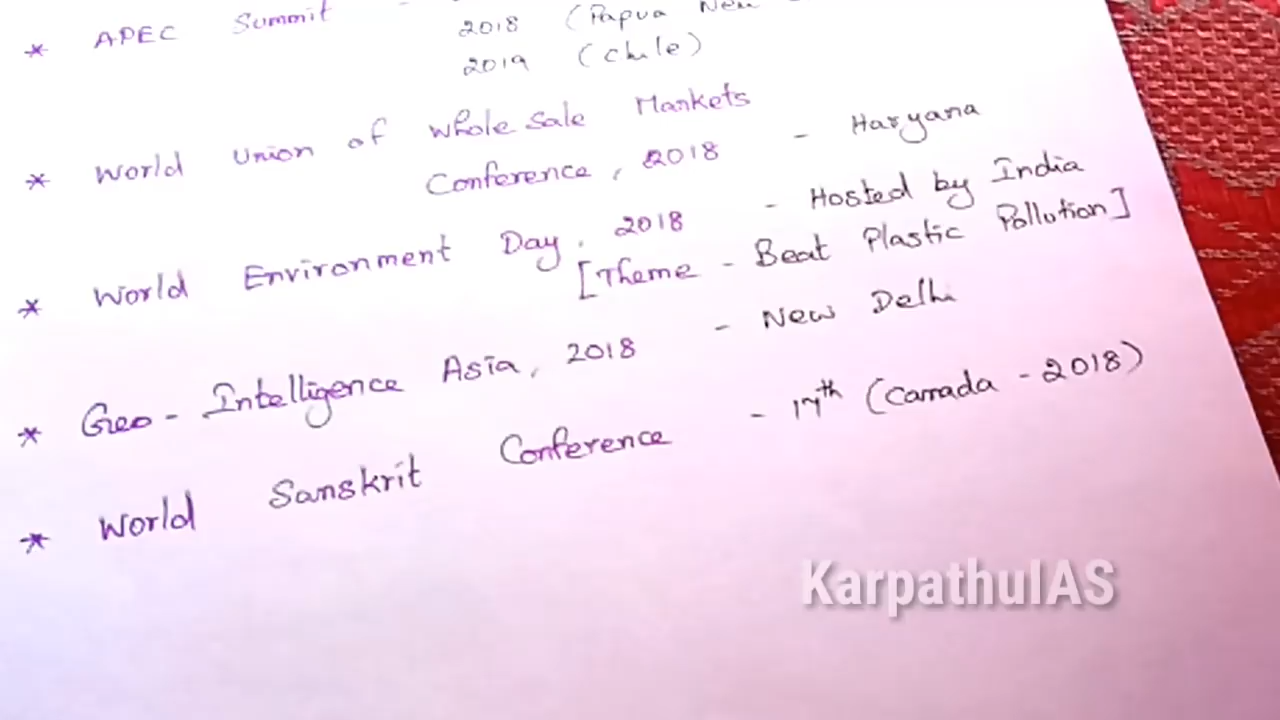 * APEC Summit -
2018 (Papua New
2019 (Chile)
* World Union of Whole Sale Markets
Conference, 2018 - Haryana
* World Environment Day, 2018 - Hosted by India
[Theme - Beat Plastic Pollution]
* Geo - Intelligence Asia, 2018 - New Delhi
* World Sanskrit Conference - 17th (Canada - 2018)
KarpathuIAS